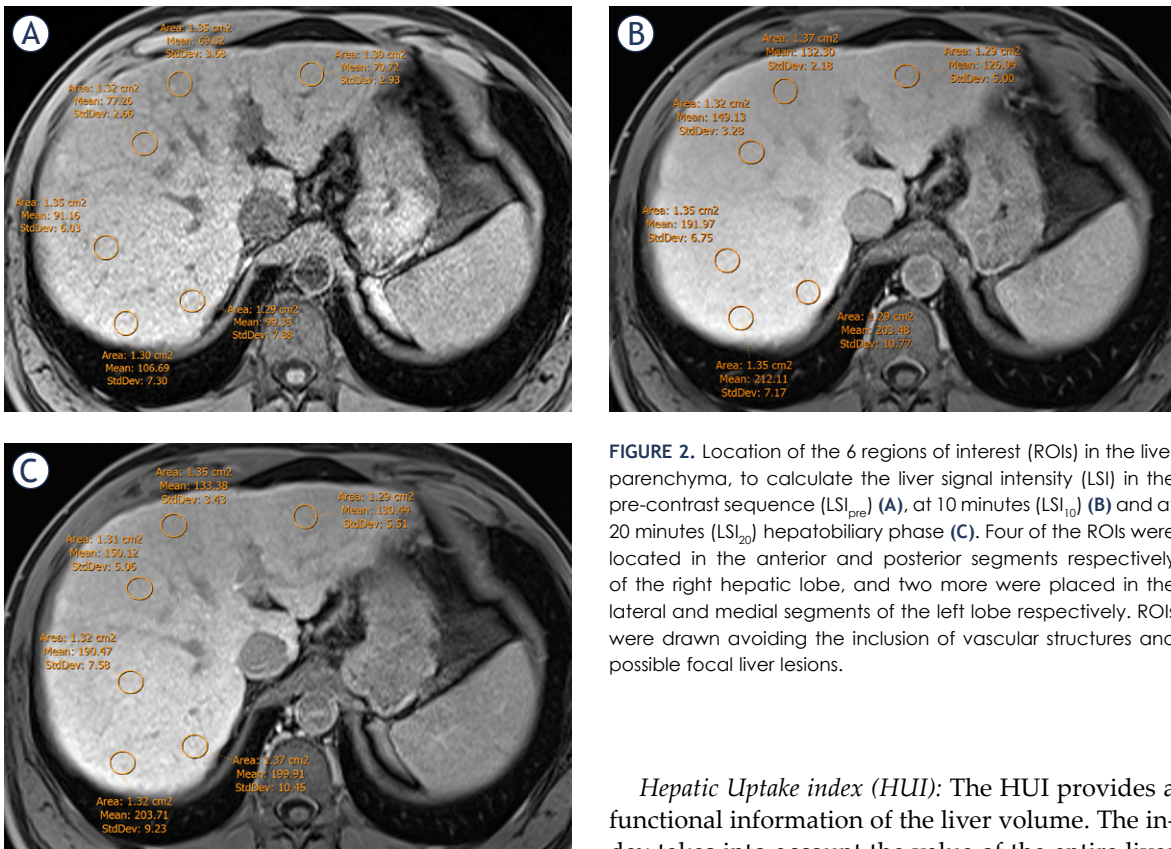 A
Area: 1.35 cm2
Mean: 69.82
StdDev:
Area: 1.30 cm2
Mean: 70.72
StdDev: 2.93
Area: 1.32 cm2
Mean: 77.26
StdDev: 2.66
Area: 1.35 cm2
Mean: 91.16
StdDev: 6.03
Area: 1.29 cm2
Mean: 99.35
StdDev: 7.88
Area: 1.30 cm2
Mean: 106.69
StdDev: 7.30
B
Area: 1.37 cm2
Mean: 132.30
StdDev: 2.18
Area: 1.29 cm2
Mean:
StdDev: 5.00
Area: 1.32 cm2
Mean: 149.13
StdDev: 3.28
Area: 1.35 cm2
Mean: 191.97
StdDev: 6.75
Area: 1.29 cm2
Mean: 203.48
StdDev: 10.77
Area: 1.35 cm2
Mean: 212.11
StdDev: 7.17
C
Area: 1.35 cm2
Mean: 133.38
StdDev: 3.43
Area: 1.29 cm2
Mean: 130.44
StdDev: 5.51
Area: 1.31 cm2
Mean: 150.12
StdDev: 5.06
Area: 1.32 cm2
Mean: 190.47
StdDev: 7.58
Area: 1.37 cm2
Mean: 199.91
StdDev: 10.45
Area: 1.32 cm2
Mean: 203.71
StdDev: 9.23
FIGURE 2. Location of the 6 regions of interest (ROIs) in the live
parenchyma, to calculate the liver signal intensity (LSI) in the
pre-contrast sequence (LSIpre) (A), at 10 minutes (LSI10) (B) and a
20 minutes (LSI20) hepatobiliary phase (C). Four of the ROIs were
located in the anterior and posterior segments respectively
of the right hepatic lobe, and two more were placed in the
lateral and medial segments of the left lobe respectively. ROIs
were drawn avoiding the inclusion of vascular structures and
possible focal liver lesions.
Hepatic Uptake index (HUI): The HUI provides a
functional information of the liver volume. The in-
dex takes into account the value of the entire liver